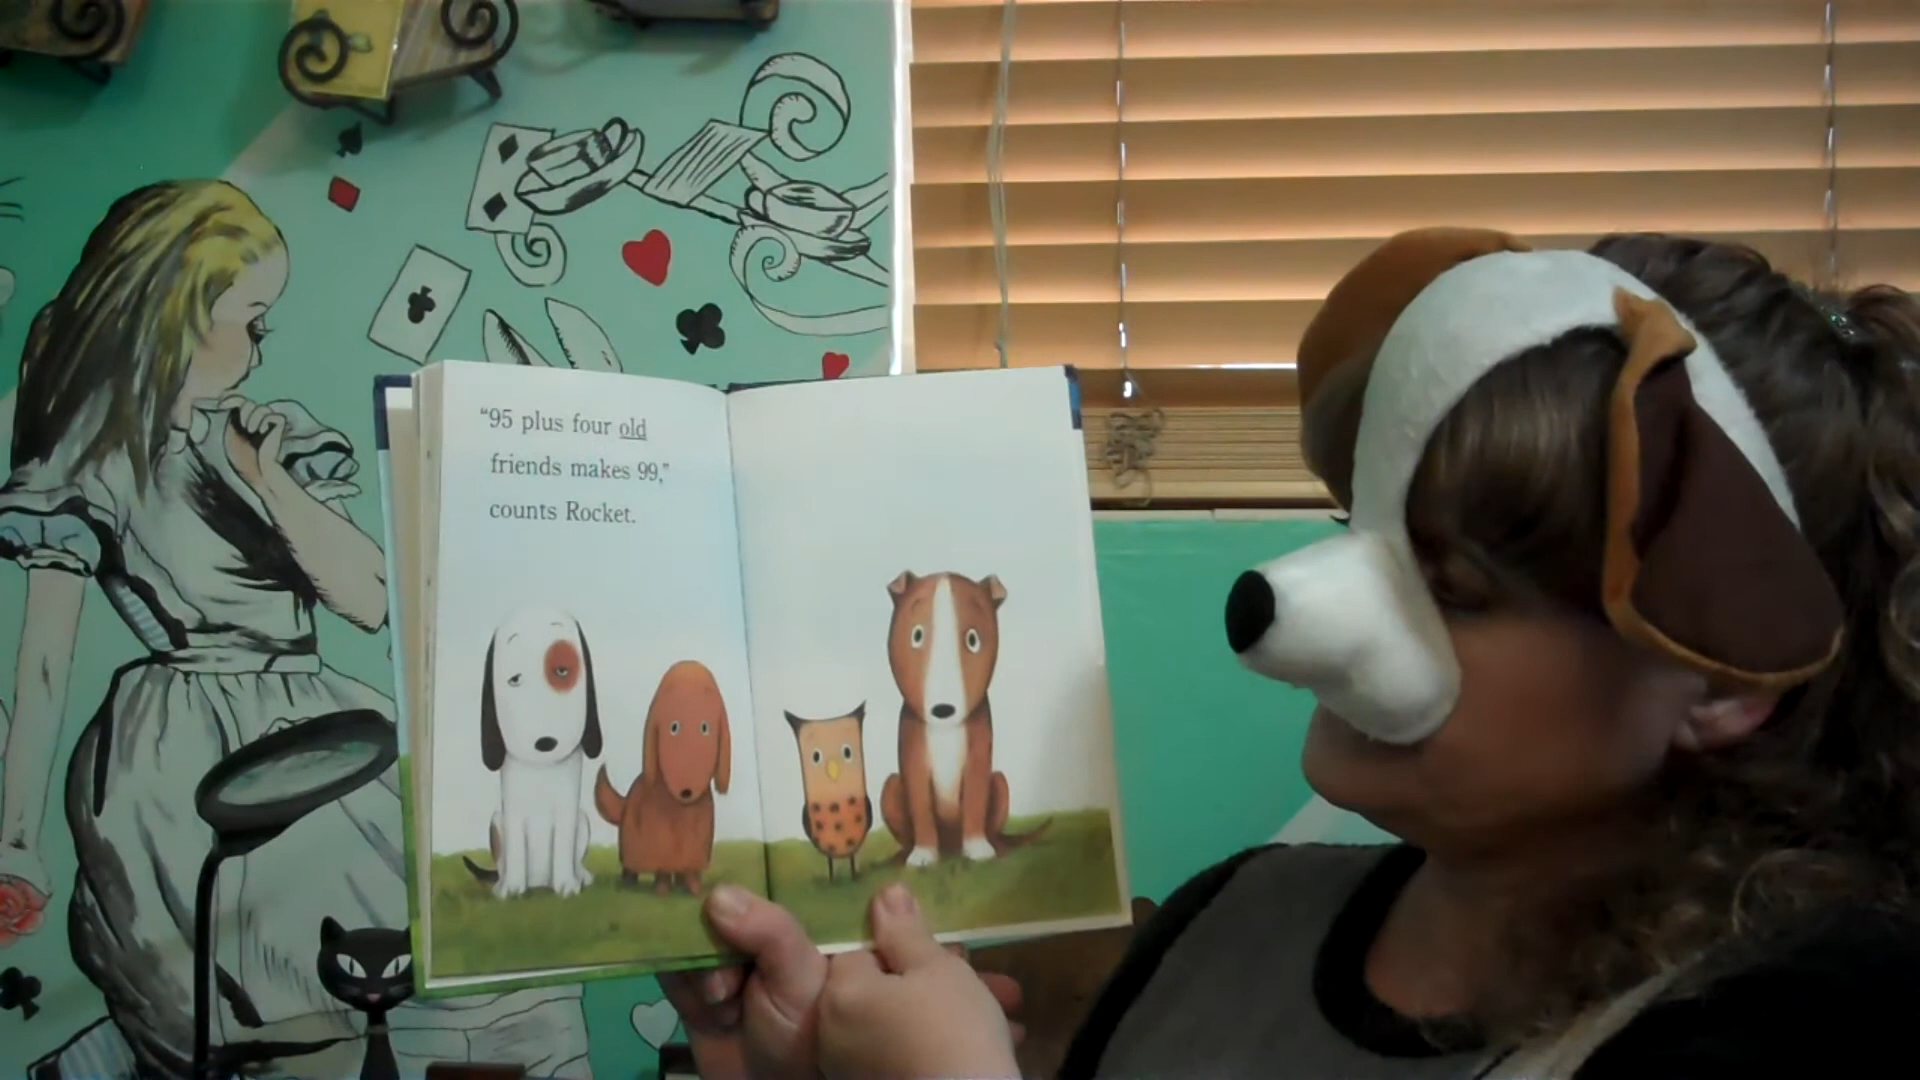 “95 plus four old
friends makes 99,”
counts Rocket.